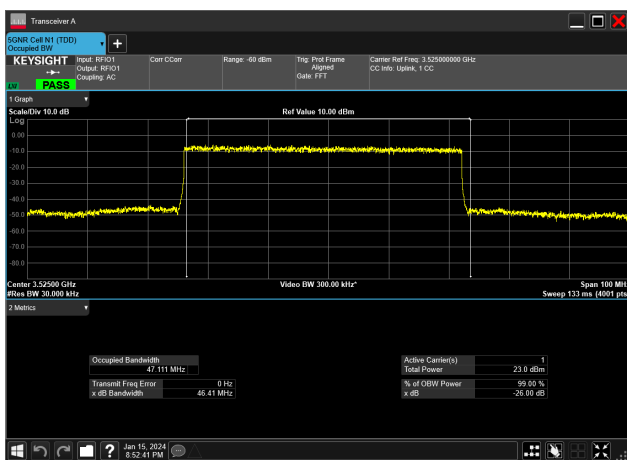 Transceiver A
5GNR Cell N1 (TDD)
Occupied BW
KEYSIGHT
Input: RFIO1
Output: RFIO1
Coupling: AC
Corr CCorr
Range: -60 dBm
Trig: Prot Frame
Aligned
Gate: FFT
Carrier Ref Freq: 3.525000000 GHz
CC Info: Uplink, 1 CC
PASS
1 Graph
Scale/Div 10.0 dB
Ref Value 10.00 dBm
Log
0.00
-10.0
-20.0
-30.0
-40.0
-50.0
-60.0
-70.0
-80.0
Center 3.52500 GHz
Video BW 300.00 kHz*
Span 100 MH
#Res BW 30.000 kHz
Sweep 133 ms (4001 pts
2 Metrics
Occupied Bandwidth
47.111 MHz
Transmit Freq Error 0 Hz
x dB Bandwidth 46.41 MHz
Active Carrier(s) 1
Total Power 23.0 dBm
% of OBW Power 99.00 %
x dB -26.00 dB
Jan 15, 2024
8:52:41 PM